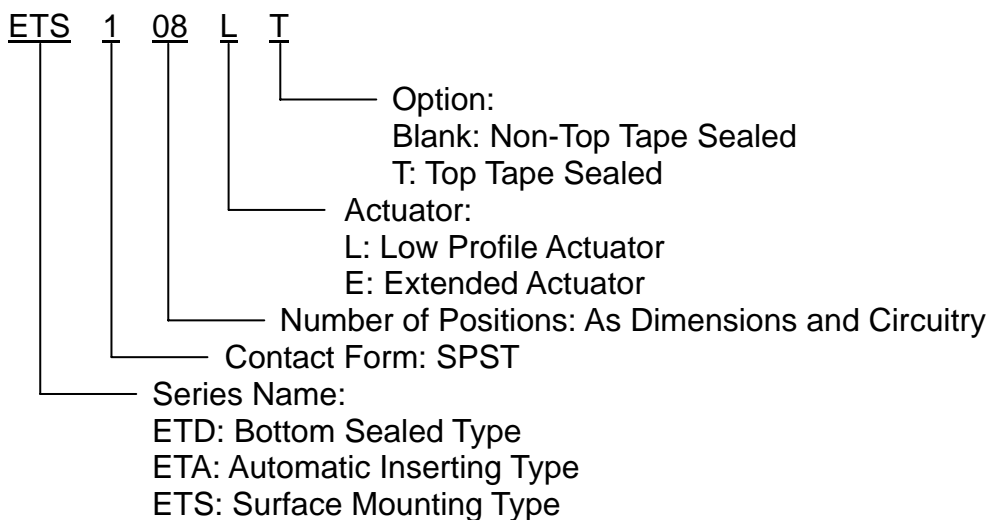 ETS 1 08 L T
Option:
Blank: Non-Top Tape Sealed
T: Top Tape Sealed
Actuator:
L: Low Profile Actuator
E: Extended Actuator
Number of Positions: As Dimensions and Circuitry
Contact Form: SPST
Series Name:
ETD: Bottom Sealed Type
ETA: Automatic Inserting Type
ETS: Surface Mounting Type